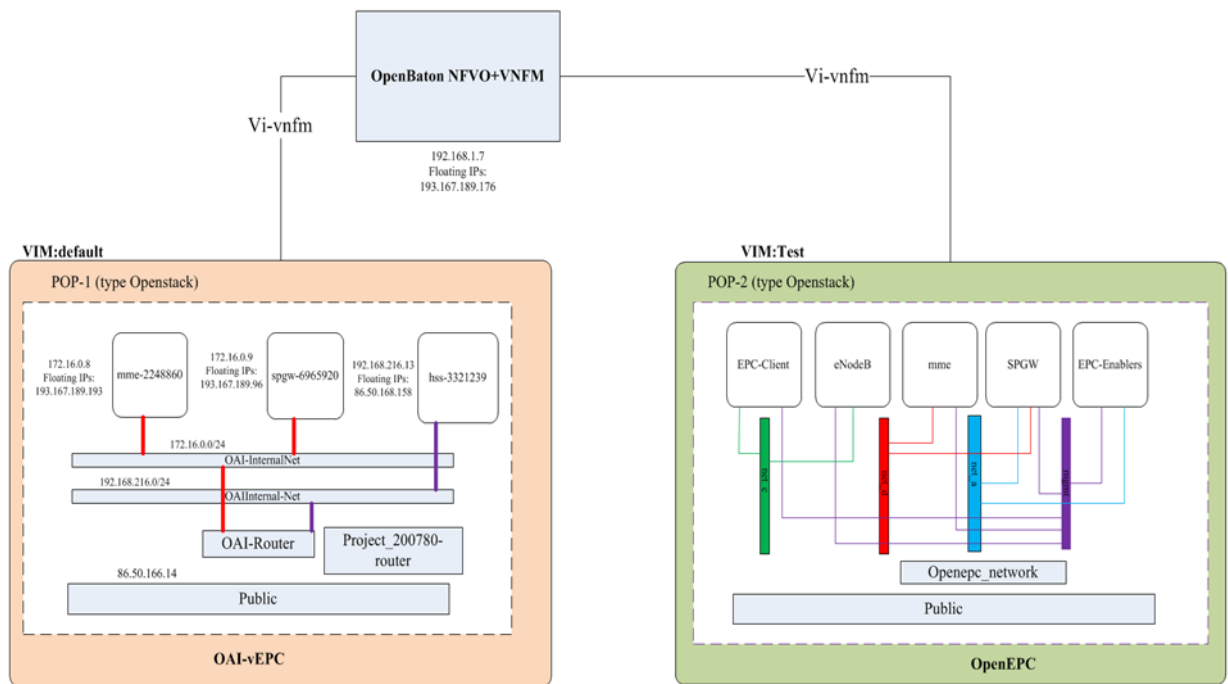 OpenBaton NFVO+VNFM
Vi-vnfm
Vi-vnfm
192.168.1.7
Floating IPs:
193.167.189.176
VIM:default
POP-1 (type Openstack)
172.16.0.8
Floating IPs:
193.167.189.193
mme-2248860
172.16.0.9
Floating IPs:
193.167.189.96
spgw-6965920
192.168.216.13
Floating IPs:
86.50.168.158
hss-3321239
172.16.0.0/24
OAI-InternalNet
192.168.216.0/24
OAIInternal-Net
OAI-Router
Project_200780-
router
86.50.166.14
Public
OAI-vEPC
VIM:Test
POP-2 (type Openstack)
EPC-Client
eNodeB
mme
SPGW
EPC-Enablers
net_c
net_d
net_a
mgmt
Openepc_network
Public
OpenEPC